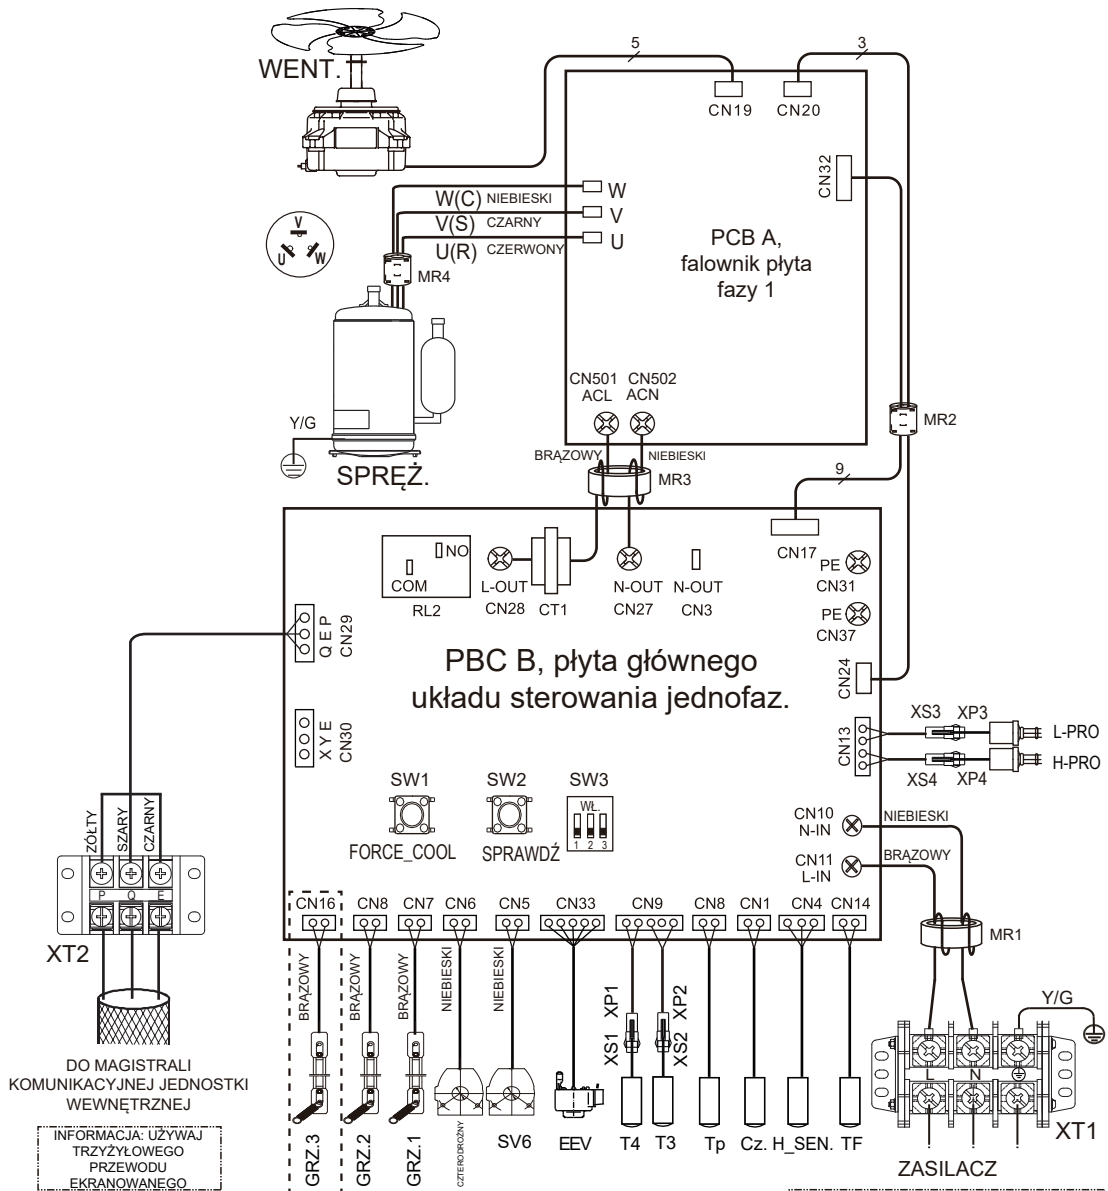 WENT.
5
3
CN19
CN20
CN32
W(C) NIEBIESKI
V(S) CZARNY
U(R) CZERWONY
W
V
U
V
U
W
MR4
PCB A,
falownik płyta
fazy 1
CN501
ACL
CN502
ACN
Y/G
SPRĘŻ.
BRĄZOWY
NIEBIESKI
MR3
MR2
9
CN17
NO
COM
RL2
L-OUT
CN28
CT1
N-OUT
CN27
N-OUT
CN3
PE
CN31
PE
CN37
Q E P
CN29
PBC B, płyta głównego
układu sterowania jednofaz.
CN24
X Y E
CN30
CN13
XS3
XP3
L-PRO
XS4
XP4
H-PRO
SW1
FORCE_COOL
SW2
SPRAWDŹ
SW3
WŁ.
1 2 3
CN10
N-IN
NIEBIESKI
CN11
L-IN
BRĄZOWY
ŻÓŁTY
SZARY
CZARNY
P
Q
E
XT2
CN16
CN8
CN7
CN6
CN5
CN33
CN9
CN8
CN1
CN4
CN14
MR1
BRĄZOWY
BRĄZOWY
BRĄZOWY
NIEBIESKI
NIEBIESKI
XS1
XP1
XS2
XP2
Y/G
L
N
XT1
ZASILACZ
DO MAGISTRALI
KOMUNIKACYJNEJ JEDNOSTKI
WEWNĘTRZNEJ
INFORMACJA: UŻYWAJ
TRZYŻYŁOWEGO
PRZEWODU
EKRANOWANEGO
GRZ.3
GRZ.2
GRZ.1
CZTERODROŻNY
SV6
EEV
T4
T3
Tp
Cz.
H_SEN.
TF